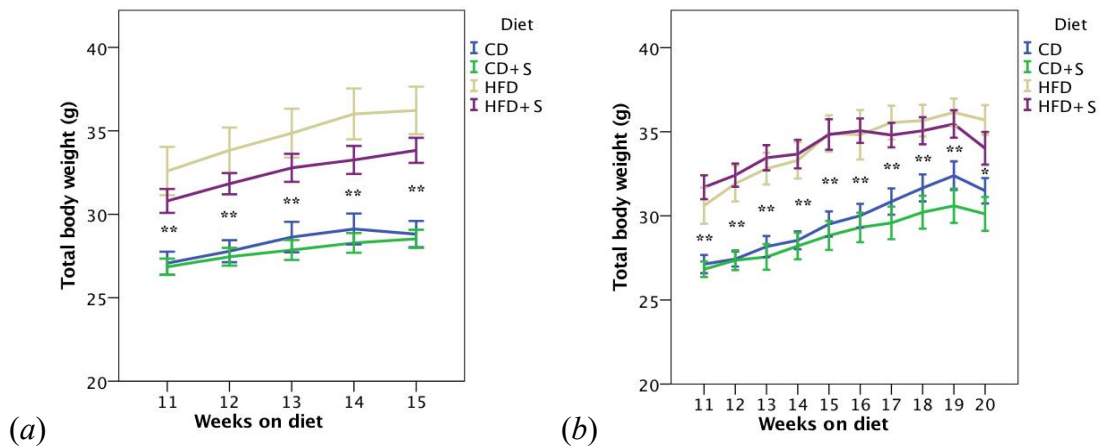 Diet
CD
CD+S
HFD
HFD+S
Total body weight (g)
40
35
30
25
20
**
**
**
**
**
11 12 13 14 15
Weeks on diet
(a)
Diet
CD
CD+S
HFD
HFD+S
Total body weight (g)
40
35
30
25
20
**
**
**
**
**
**
**
**
**
*
11 12 13 14 15 16 17 18 19 20
Weeks on diet
(b)